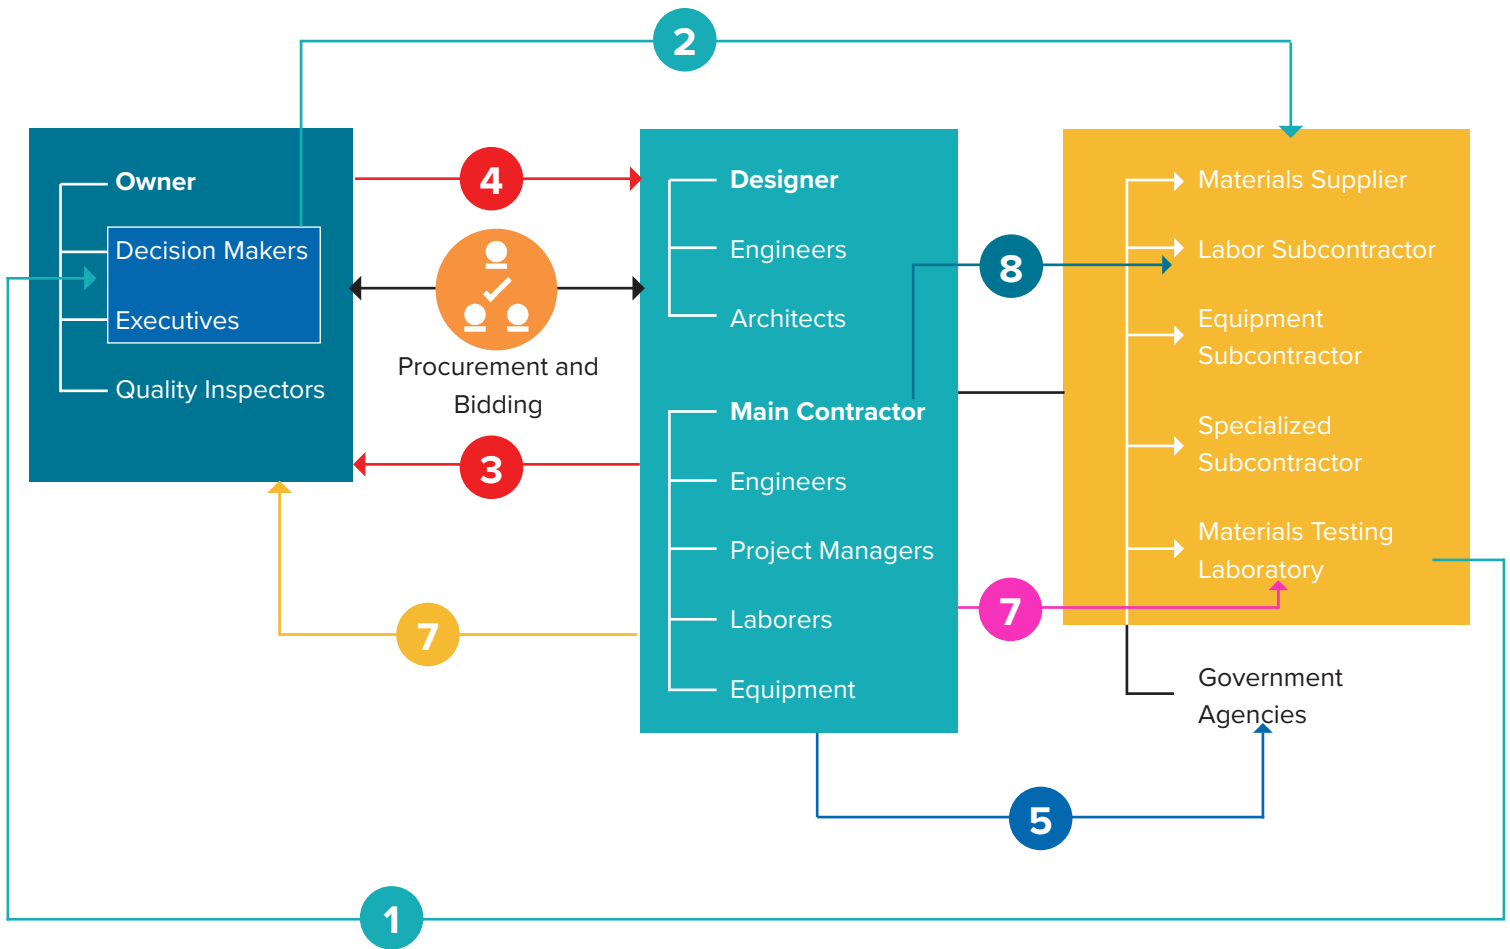 2
Owner
Decision Makers
Executives
Quality Inspectors
4
Procurement and
Bidding
3
7
Designer
Engineers
Architects
Main Contractor
Engineers
Project Managers
Laborers
Equipment
8
7
Materials Supplier
Labor Subcontractor
Equipment
Subcontractor
Specialized
Subcontractor
Materials Testing
Laboratory
Government
Agencies
5
1